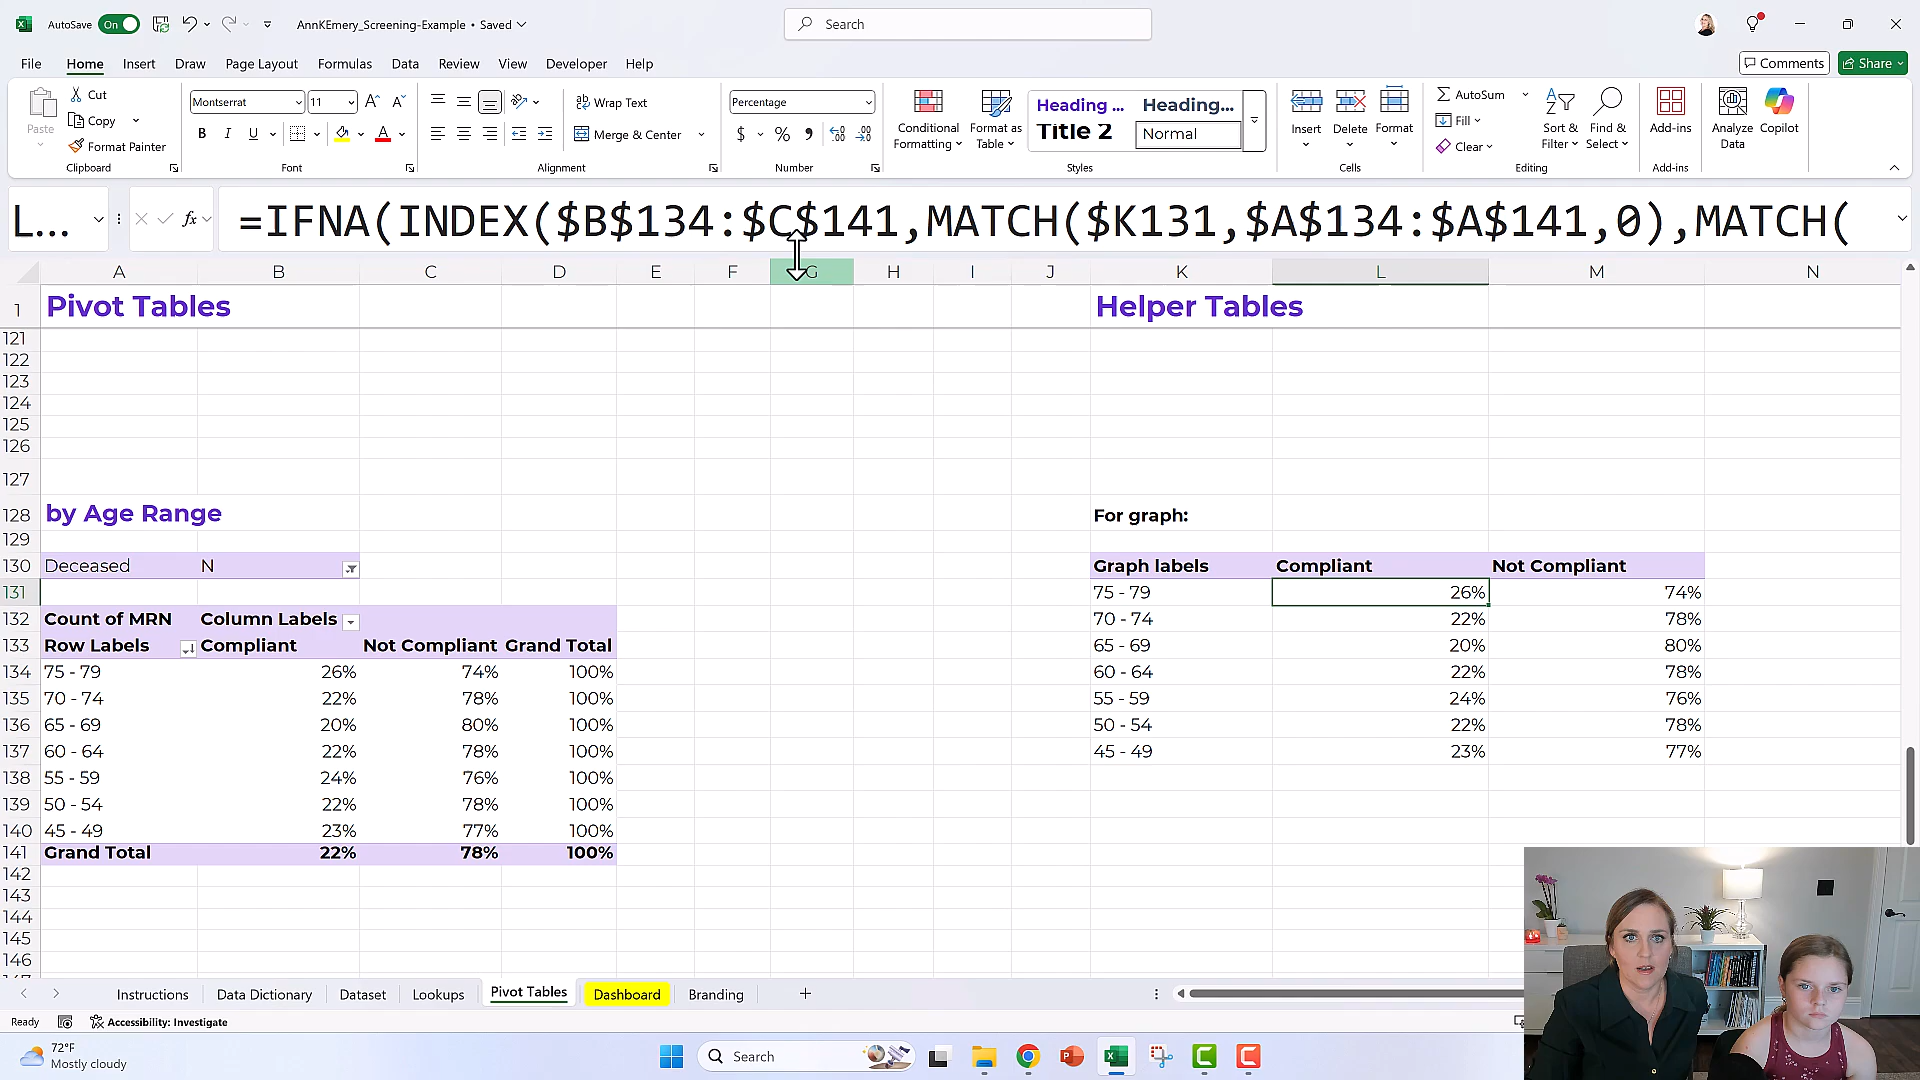 AutoSave On AnnKEmery_Screening-Example • Saved Search
File Home Insert Draw Page Layout Formulas Data Review View Developer Help Comments Share
Paste Cut Copy Format Painter Clipboard
Montserrat 11 A A B I U A Font
ab Wrap Text Merge & Center Alignment
Percentage $ % 9 Number
Conditional Formatting Format as Table Heading ... Heading... Title 2 Normal Styles
Insert Delete Format Cells
AutoSum Fill Clear Sort & Filter Find & Select Editing
Add-ins Add-ins Analyze Data Copilot
L... fx =IFNA(INDEX($B$134:$C$141,MATCH($K131,$A$134:$A$141,0),MATCH(
A B C D E F G H I J K L M N
1 Pivot Tables Helper Tables
121
122
123
124
125
126
127
128 by Age Range For graph:
129
130 Deceased N Graph labels Compliant Not Compliant
131 75 - 79 26% 74%
132 Count of MRN Column Labels 70 - 74 22% 78%
133 Row Labels Compliant Not Compliant Grand Total 65 - 69 20% 80%
134 75 - 79 26% 74% 100% 60 - 64 22% 78%
135 70 - 74 22% 78% 100% 55 - 59 24% 76%
136 65 - 69 20% 80% 100% 50 - 54 22% 78%
137 60 - 64 22% 78% 100% 45 - 49 23% 77%
138 55 - 59 24% 76% 100%
139 50 - 54 22% 78% 100%
140 45 - 49 23% 77% 100%
141 Grand Total 22% 78% 100%
142
143
144
145
146
Instructions Data Dictionary Dataset Lookups Pivot Tables Dashboard Branding
Ready Accessibility: Investigate
72°F
Mostly cloudy
Search